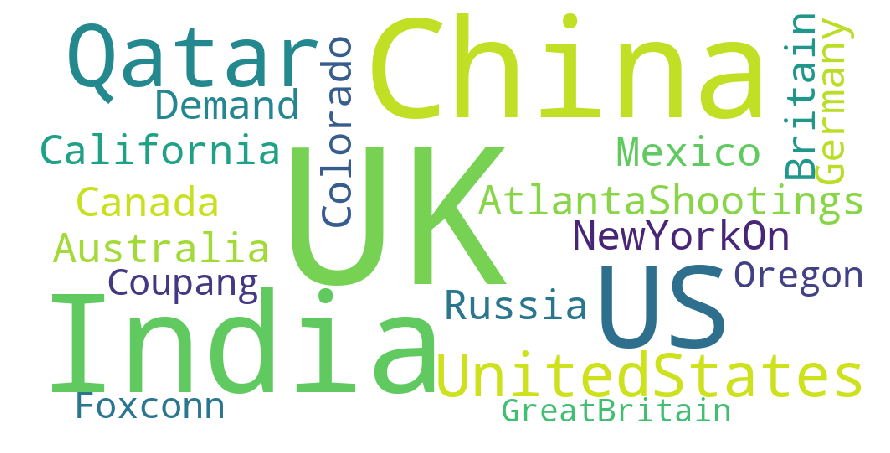 China
Qatar
Demand
Colorado
Britain
Germany
California
UK
Mexico
Canada
AtlantaShootings
Australia
NewYorkOn
Coupang
Oregon
India
Russia
US
UnitedStates
Foxconn
GreatBritain